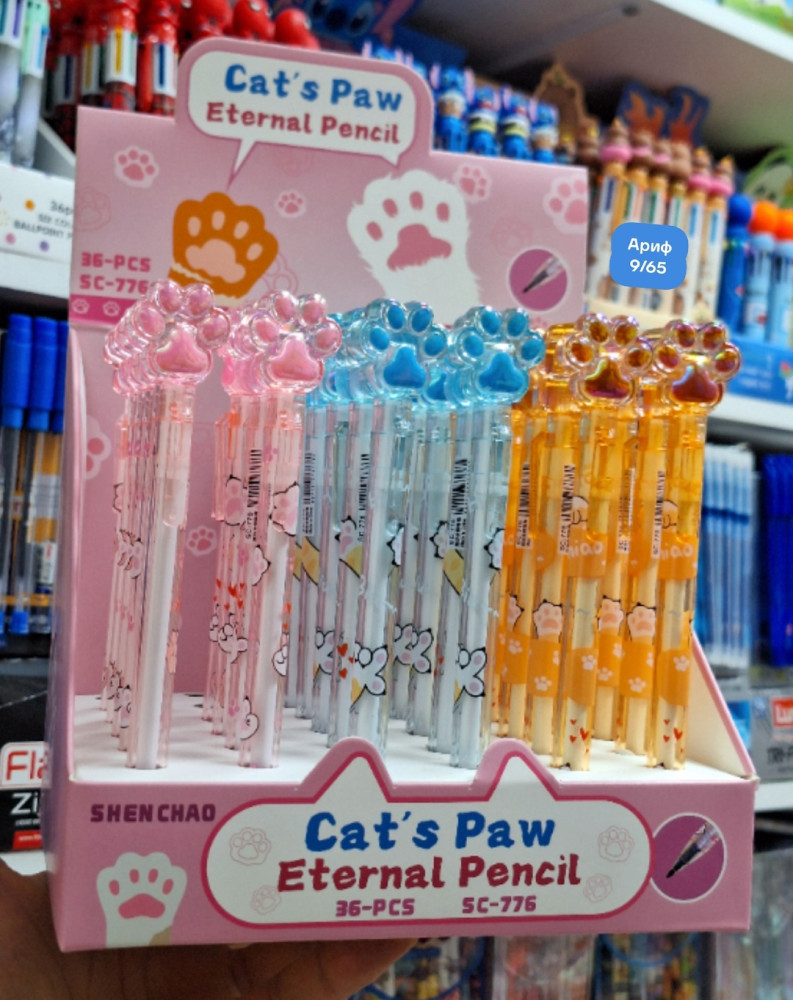 Cat's Paw
Eternal Pencil
36-PCS
SC-776
Ариф
9/65
SHENCHAO
Cat's Paw
Eternal Pencil
36-PCS SC-776